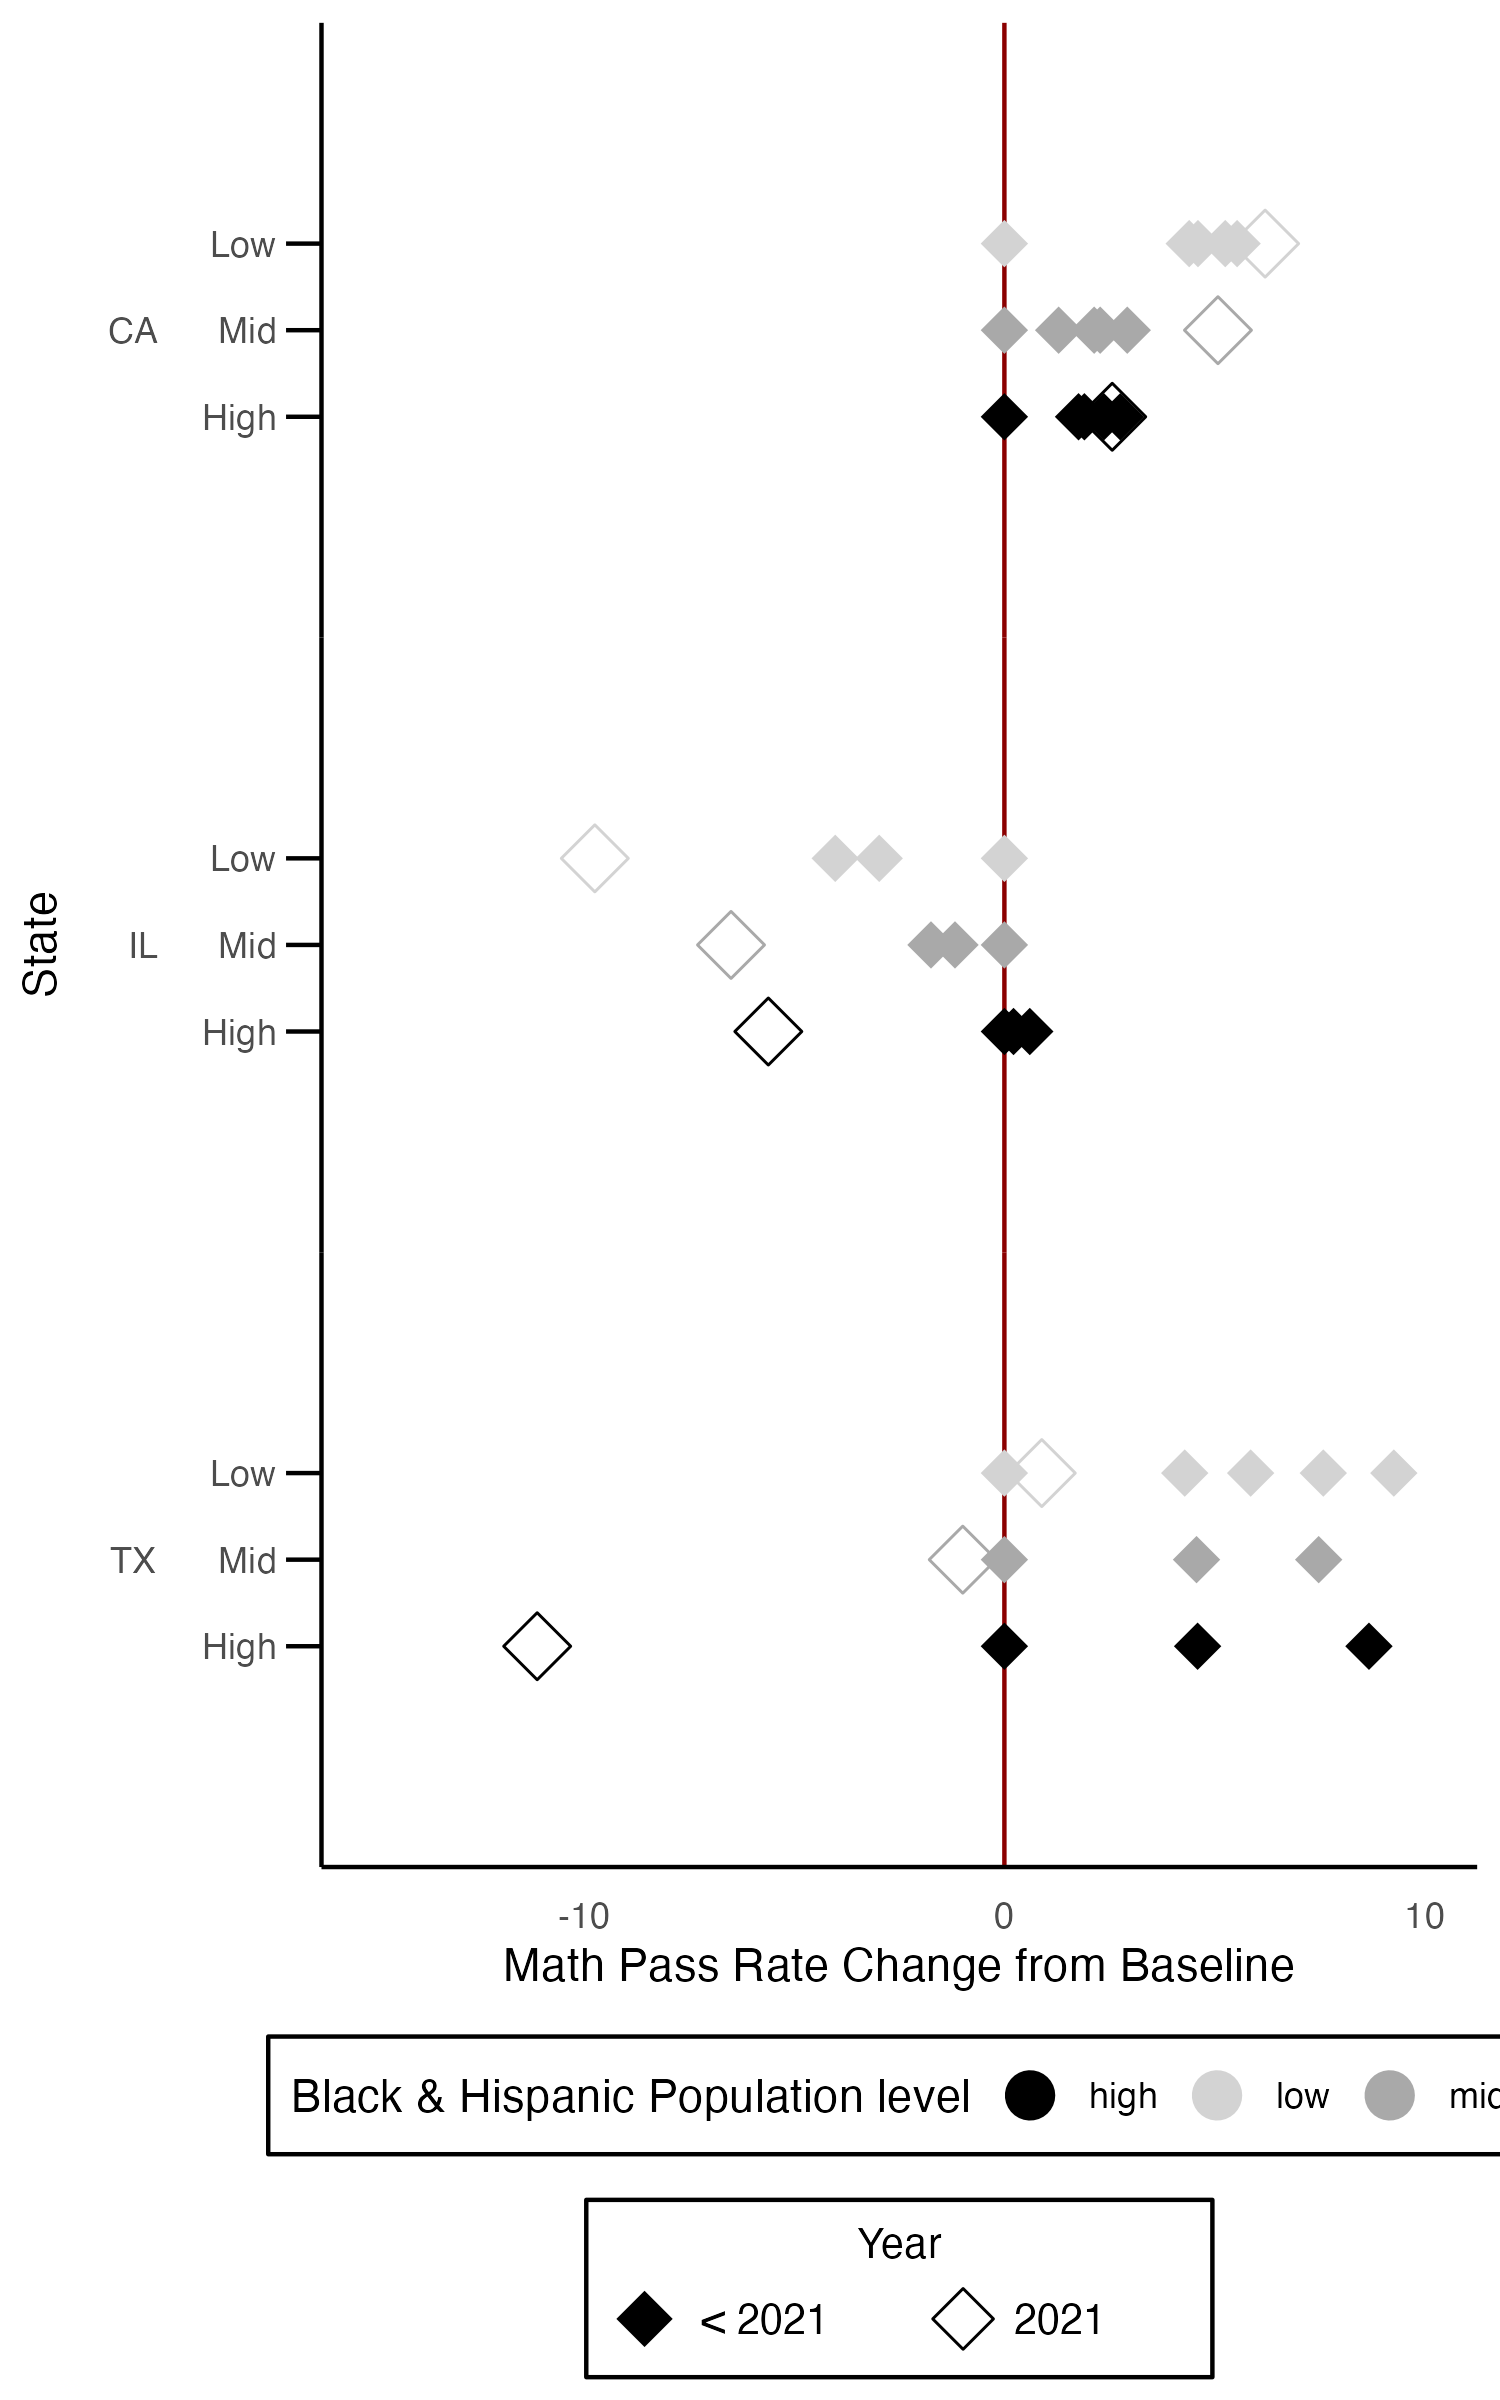 Low
CA Mid
High
State
Low
IL Mid
High
Low
TX Mid
High
-10 0 10
Math Pass Rate Change from Baseline
Black & Hispanic Population level high low mid
Year
< 2021 2021